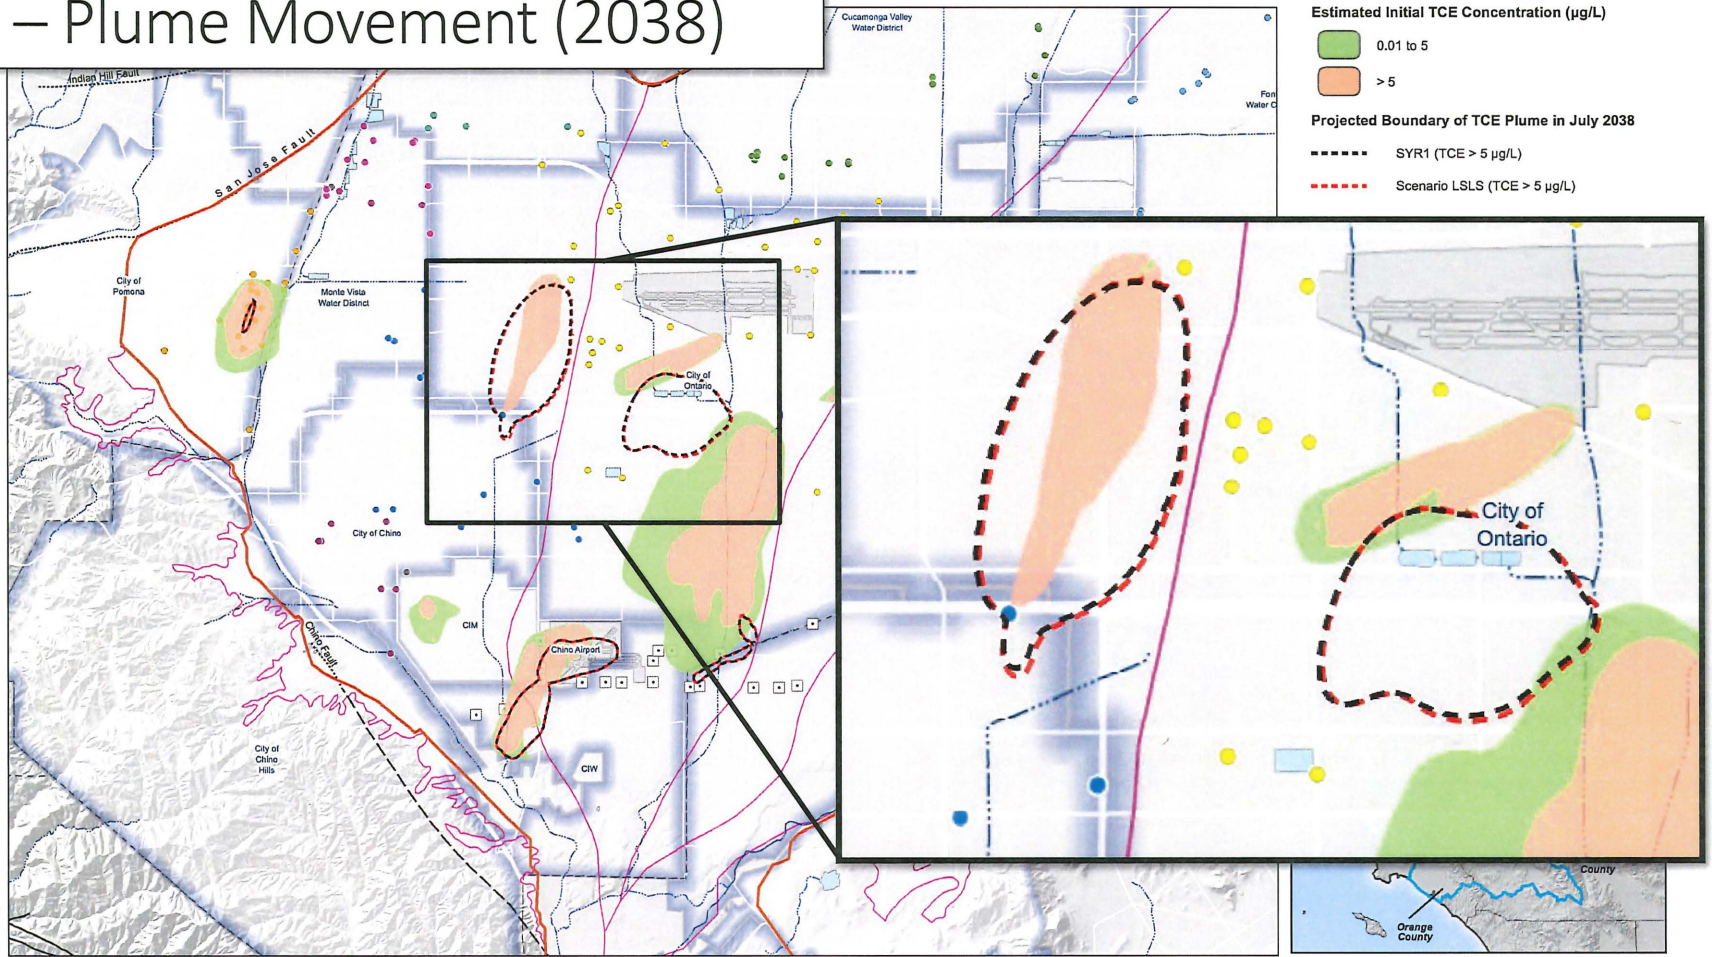 – Plume Movement (2038)
Cucamonga Valley
Water District
Estimated Initial TCE Concentration (µg/L)
0.01 to 5
> 5
Projected Boundary of TCE Plume in July 2038
SYR1 (TCE > 5 µg/L)
Scenario LSLS (TCE > 5 µg/L)
Indian Hill Fault
Fon
Water C
San Jose Fault
City of
Pomona
Monte Vista
Water District
City of
Ontario
City of
Ontario
City of Chino
CIM
Chino Airport
Chino Fault
City of
Chino
Hills
CIW
County
Orange
County